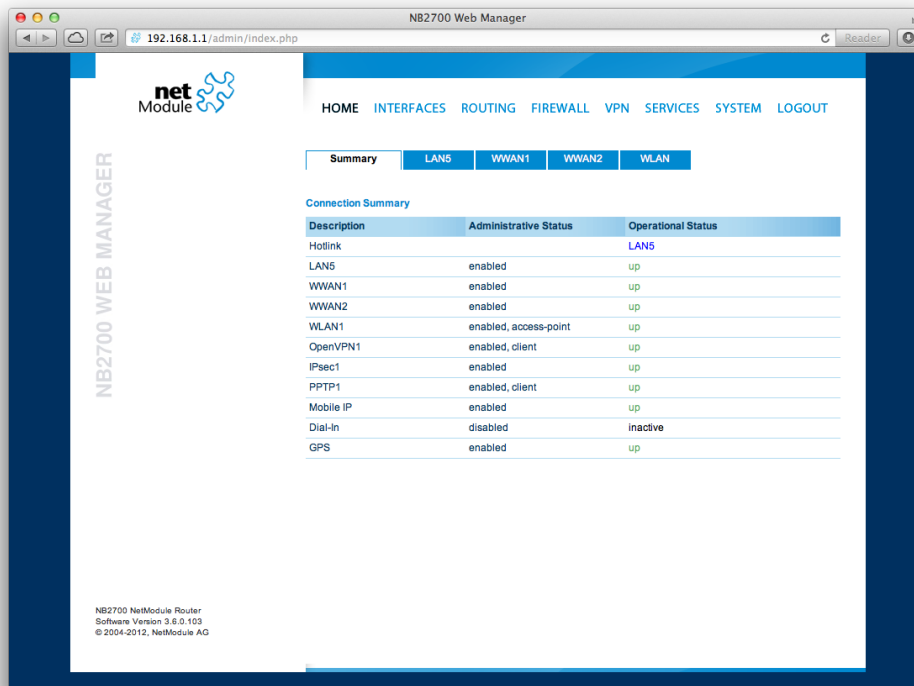 NB2700 Web Manager
192.168.1.1/admin/index.php
Reader
net
Module
HOME INTERFACES ROUTING FIREWALL VPN SERVICES SYSTEM LOGOUT
NB2700 WEB MANAGER
Summary LAN5 WWAN1 WWAN2 WLAN
Connection Summary
Description Administrative Status Operational Status
Hotlink LAN5
LAN5 enabled up
WWAN1 enabled up
WWAN2 enabled up
WLAN1 enabled, access-point up
OpenVPN1 enabled, client up
IPsec1 enabled up
PPTP1 enabled, client up
Mobile IP enabled up
Dial-In disabled inactive
GPS enabled up
NB2700 NetModule Router
Software Version 3.6.0.103
© 2004-2012, NetModule AG